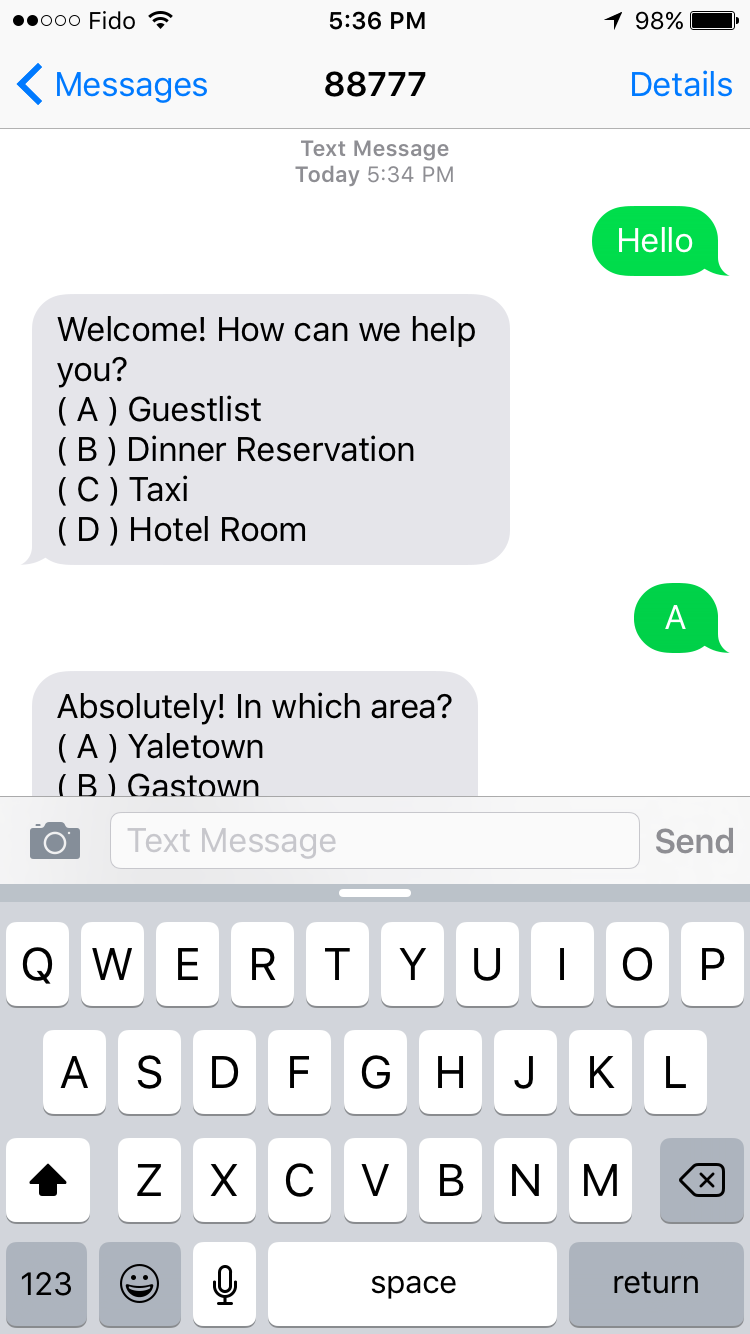 Fido 5:36 PM 98%
Messages 88777 Details
Text Message
Today 5:34 PM
Hello
Welcome! How can we help
you?
( A ) Guestlist
( B ) Dinner Reservation
( C ) Taxi
( D ) Hotel Room
A
Absolutely! In which area?
( A ) Yaletown
( B ) Gastown
Text Message Send
Q W E R T Y U I O P
A S D F G H J K L
Z X C V B N M
123 space return